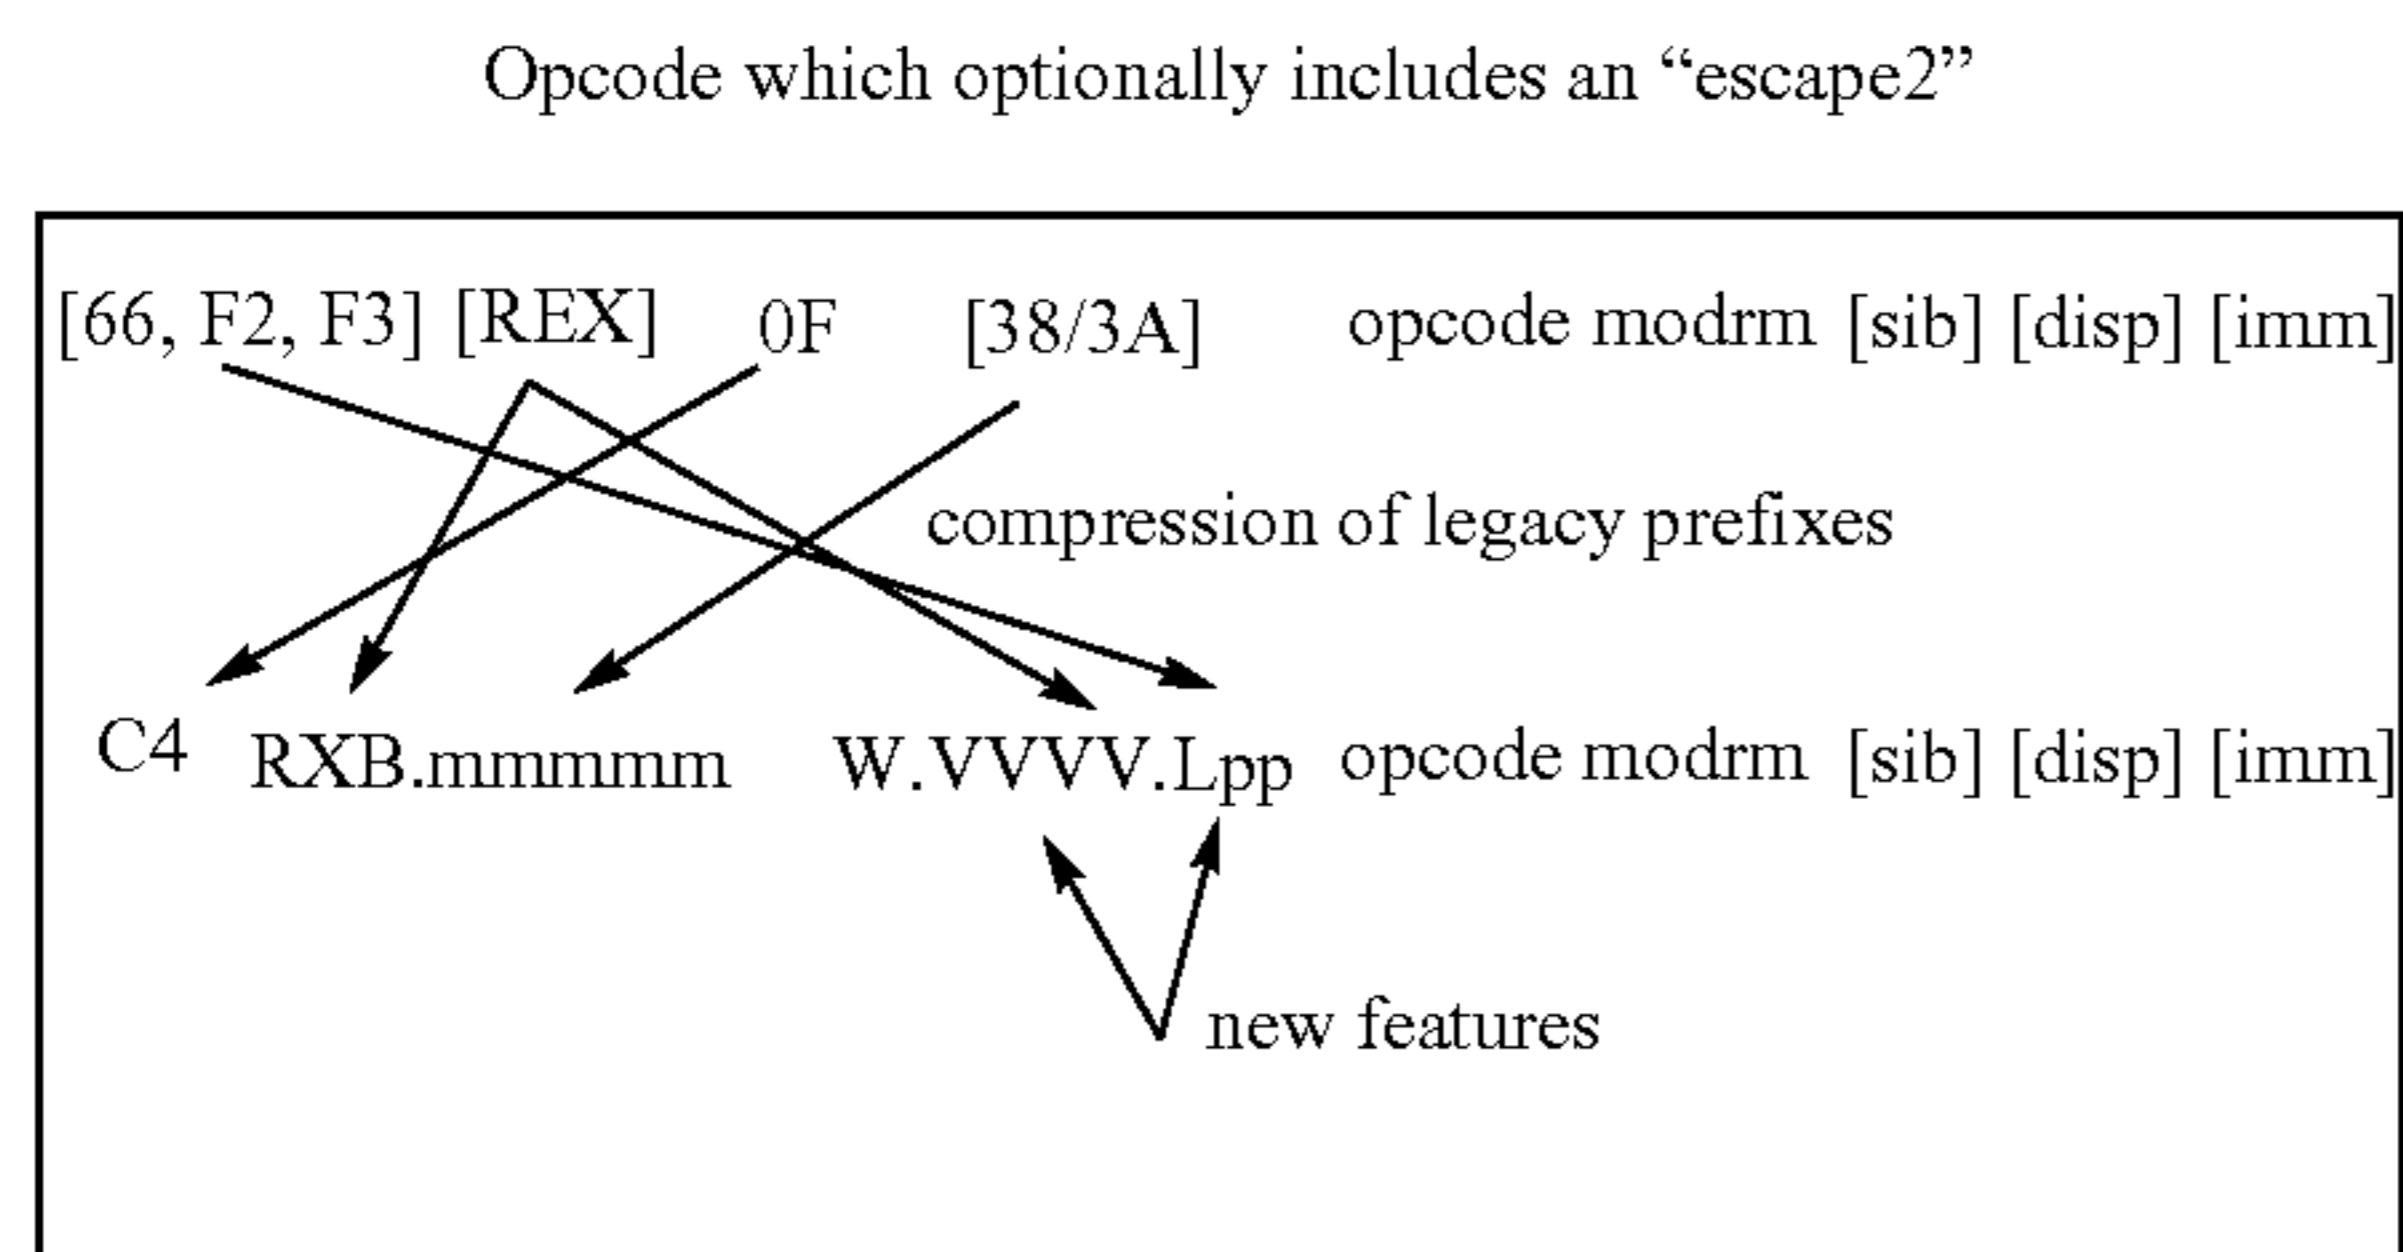 Opcode which optionally includes an “escape2”
[66, F2, F3] [REX] 0F [38/3A] opcode modrm [sib] [disp] [imm]
compression of legacy prefixes
C4 RXB.mmmmm W.VVVV.Lpp opcode modrm [sib] [disp] [imm]
new features